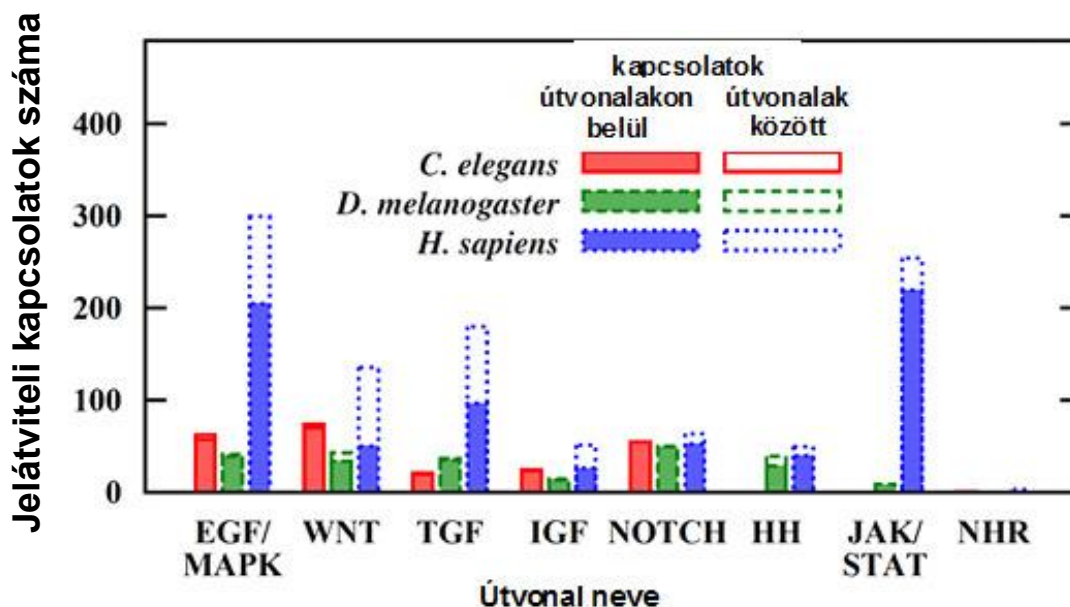 Jelátviteli kapcsolatok száma
kapcsolatok
útvonalakon útvonalak
belül között
C. elegans
D. melanogaster
H. sapiens
400
300
200
100
0
EGF/ WNT TGF IGF NOTCH HH JAK/ NHR
MAPK STAT
Útvonal neve